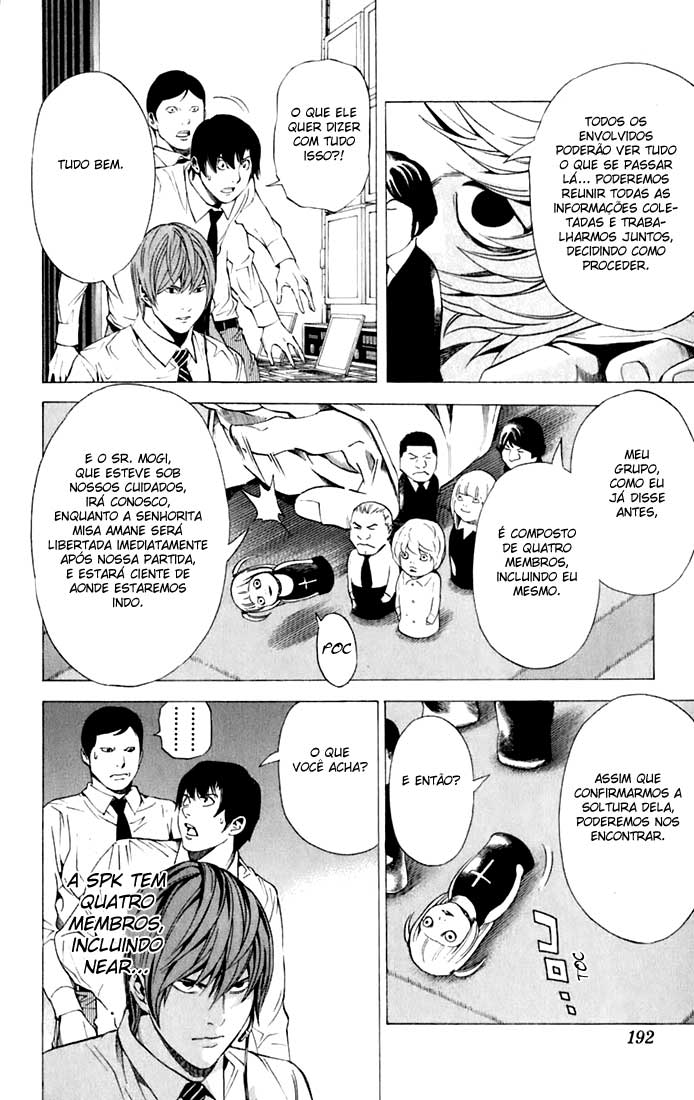 TODOS OS
ENVOLVIDOS
PODERÃO VER TUDO
O QUE SE PASSAR
LÁ... PODEREMOS
REUNIR TODAS AS
INFORMAÇÕES COLE-
TADAS E TRABA-
LHARMOS JUNTOS,
DECIDINDO COMO
PROCEDER.
O QUE ELE
QUER DIZER
COM TUDO
ISSO?!
TUDO BEM.
MEU
GRUPO,
COMO EU
JÁ DISSE
ANTES,
É COMPOSTO
DE QUATRO
MEMBROS,
INCLUINDO EU
MESMO.
E O SR. MOGI,
QUE ESTEVE SOB
NOSSOS CUIDADOS,
IRÁ CONOSCO,
ENQUANTO A SENHORITA
MISA AMANE SERÁ
LIBERTADA IMEDIATAMENTE
APÓS NOSSA PARTIDA,
E ESTARÁ CIENTE DE
AONDE ESTAREMOS
INDO.
POC
ASSIM QUE
CONFIRMARMOS A
SOLTURA DELA,
PODEREMOS NOS
ENCONTRAR.
E ENTÃO?
TOC
O QUE
VOCÊ ACHA?
A SPK TEM
QUATRO
MEMBROS,
INCLUINDO
NEAR...
192